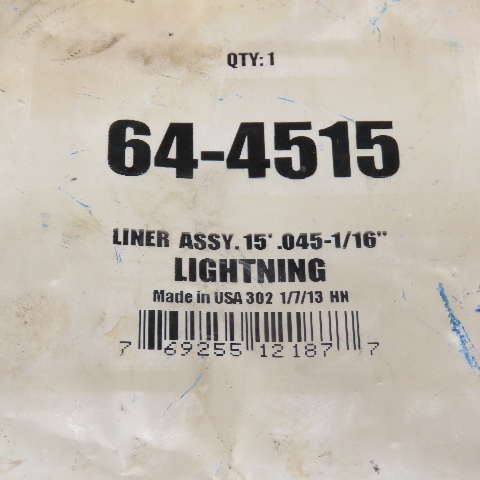 QTY: 1
64-4515
LINER ASSY. 15' .045-1/16"
LIGHTNING
Made in USA 302 1/7/13 HN
7 69255 12187 7